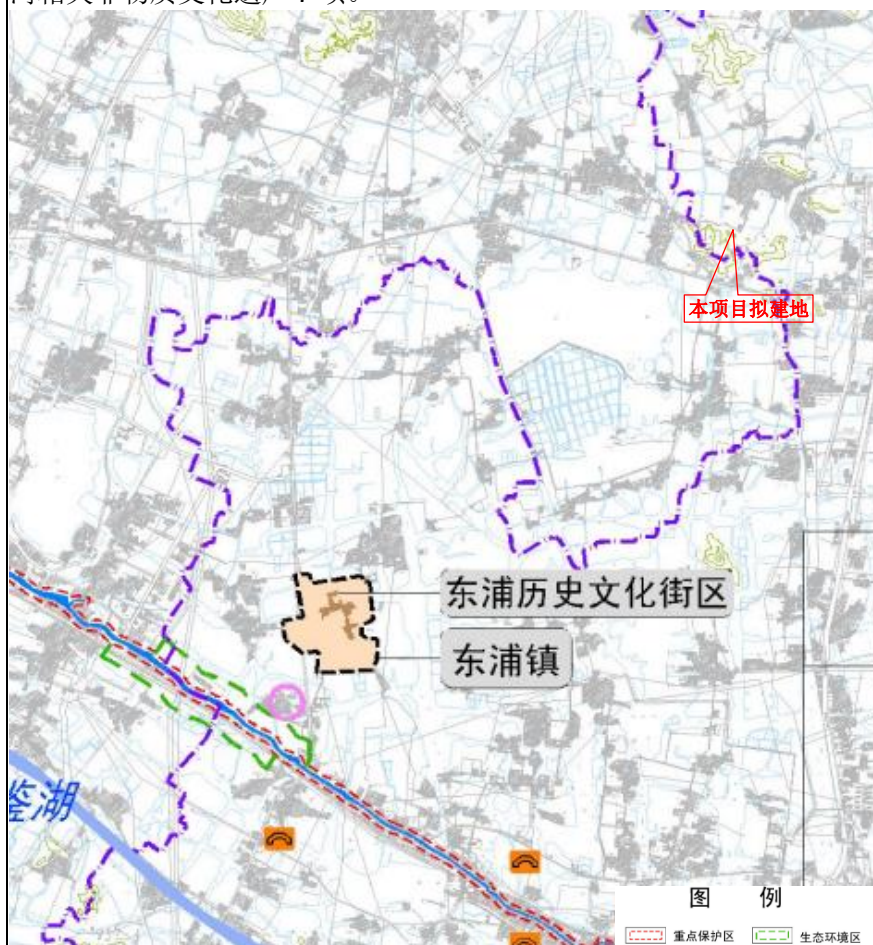 本项目拟建地
东浦历史文化街区
东浦镇
鉴湖
图 例
重点保护区 生态环境区